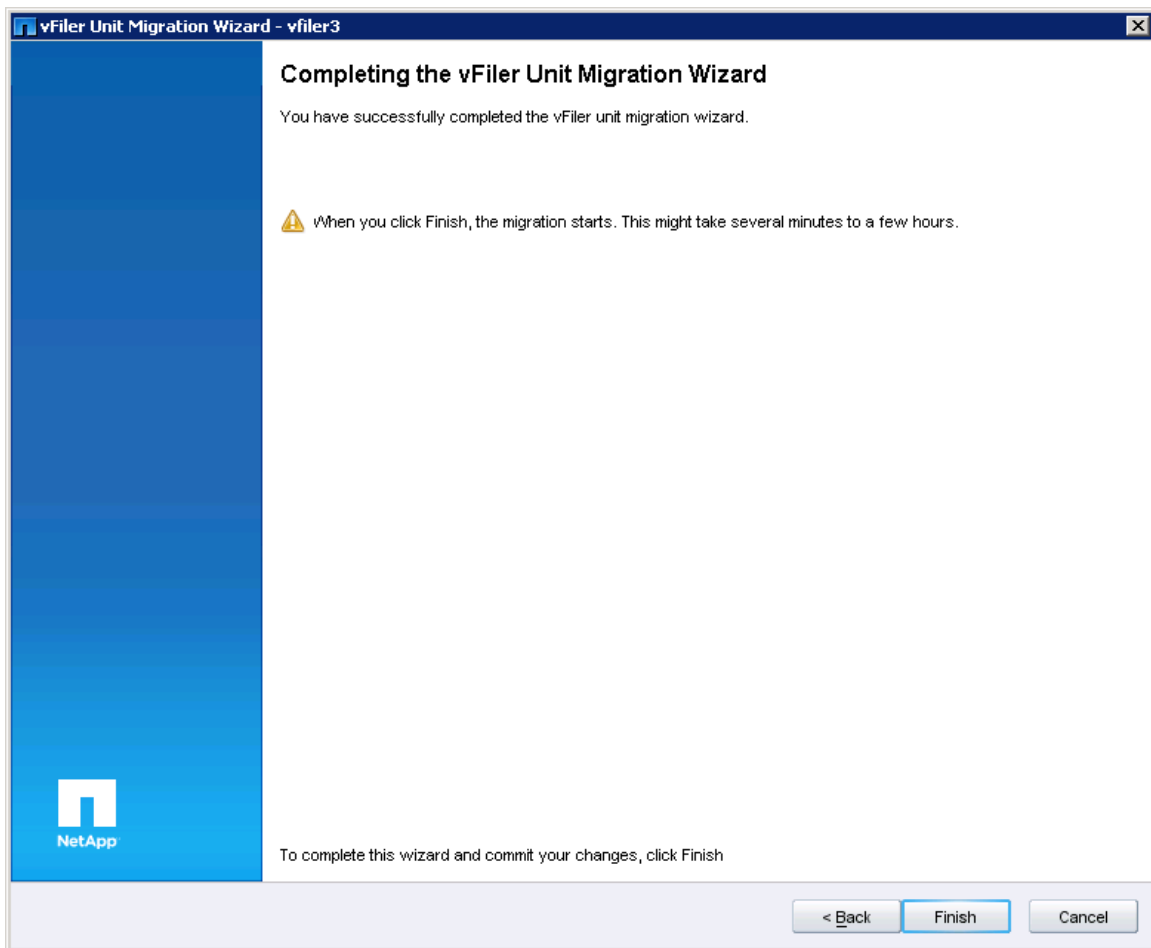 vFiler Unit Migration Wizard - vfiler3
Completing the vFiler Unit Migration Wizard
You have successfully completed the vFiler unit migration wizard.
When you click Finish, the migration starts. This might take several minutes to a few hours.
NetApp
To complete this wizard and commit your changes, click Finish
< Back Finish Cancel